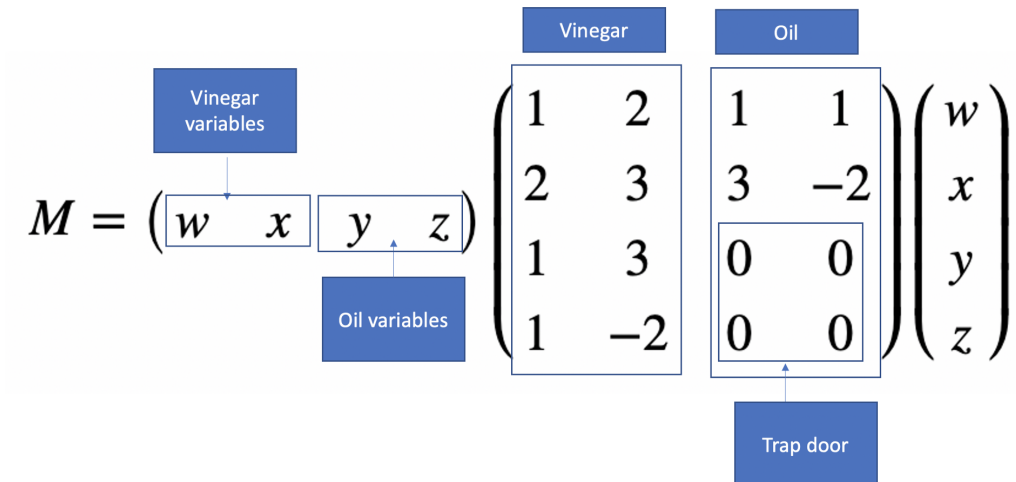 Vinegar
Oil
Vinegar
variables
M = (w x y z) (1 2 1 1) (w)
2 3 3 −2 x
1 3 0 0 y
1 −2 0 0 z
Oil variables
Trap door